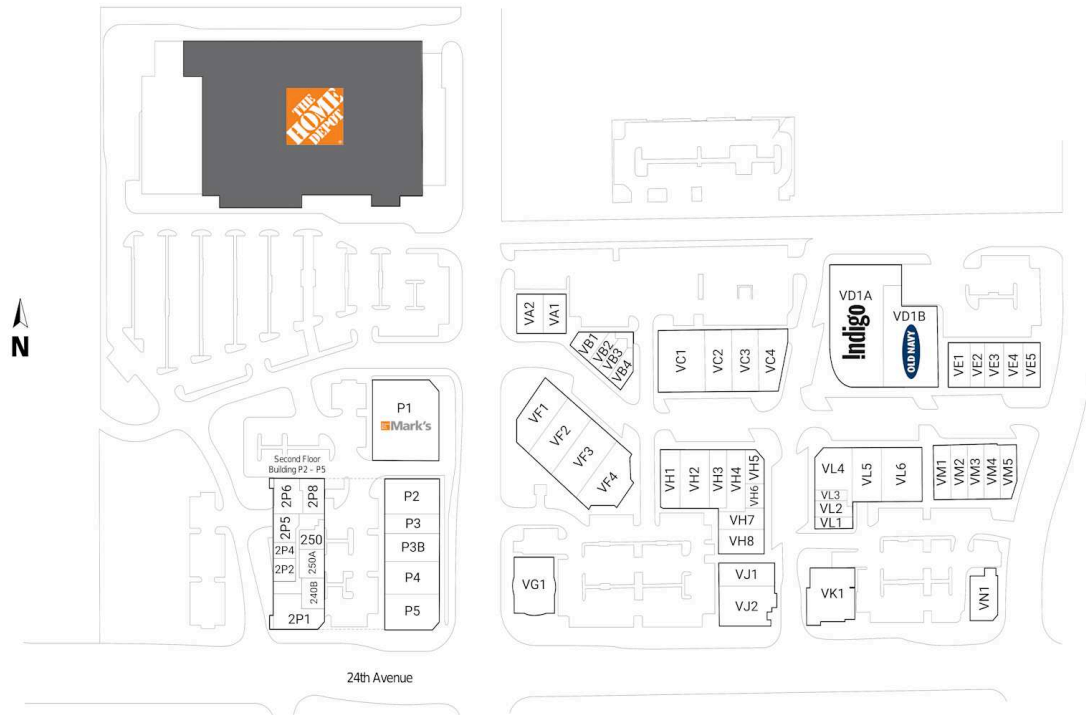 THE
HOME
DEPOT
N
VA2
VA1
VB1
VB2
VB3
VB4
VC1
VC2
VC3
VC4
VD1A
!ndigo
VD1B
OLD NAVY
VE1
VE2
VE3
VE4
VE5
P1
Mark's
VF1
VF2
VF3
VF4
VH1
VH2
VH3
VH4
VH5
VH6
VH7
VH8
VL4
VL5
VL6
VL3
VL2
VL1
VM1
VM2
VM3
VM4
VM5
Second Floor
Building P2 - P5
2P6
2P8
2P5
250
2P4
250A
2P2
240B
2P1
P2
P3
P3B
P4
P5
VG1
VJ1
VJ2
VK1
VN1
24th Avenue